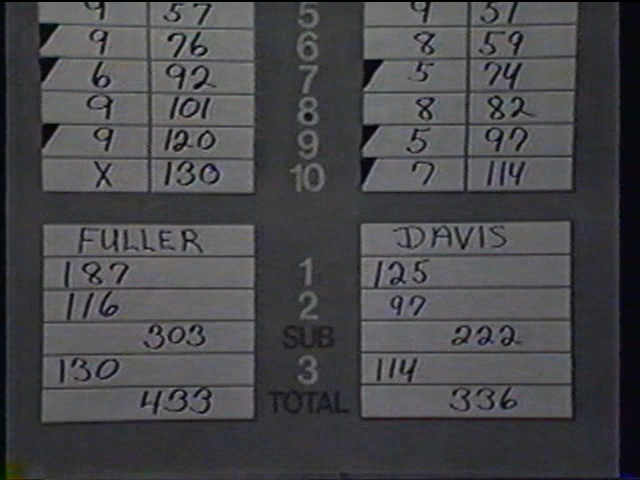 9 57 5 9 51
9 76 6 8 59
6 92 7 5 74
9 101 8 8 82
9 120 9 5 97
X 130 10 7 114
FULLER DAVIS
187 1 125
116 2 97
303 SUB 222
130 3 114
433 TOTAL 336